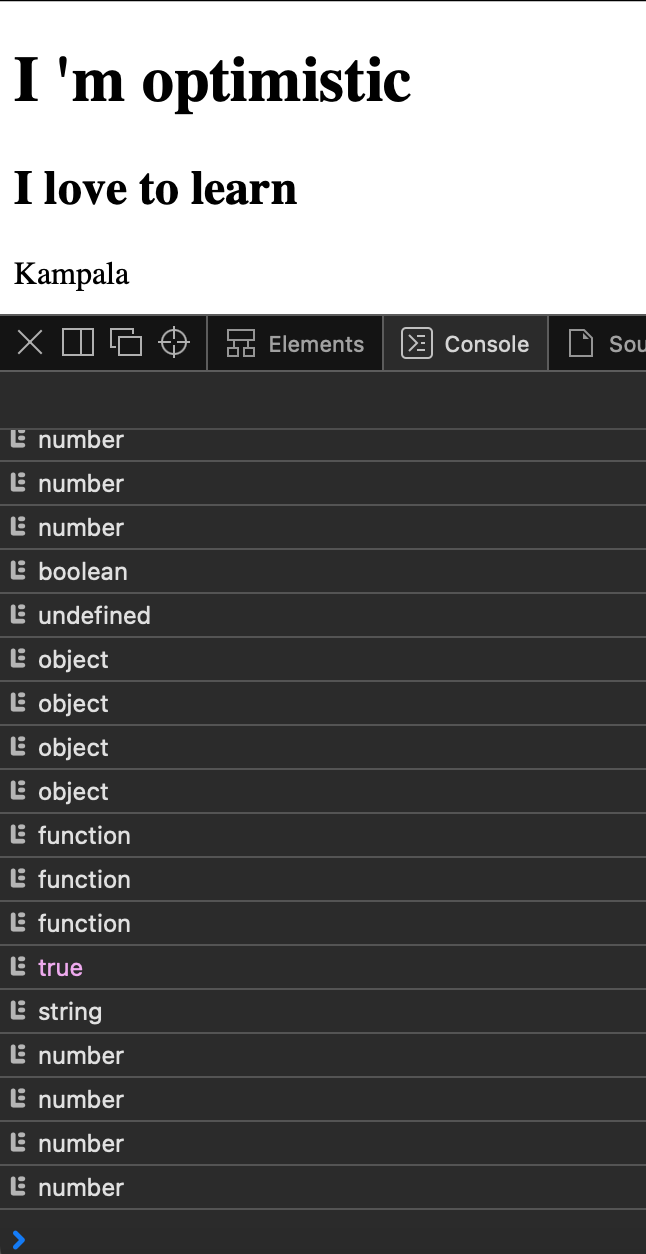 I 'm optimistic
I love to learn
Kampala
Elements Console Sou
number
number
number
boolean
undefined
object
object
object
object
function
function
function
true
string
number
number
number
number